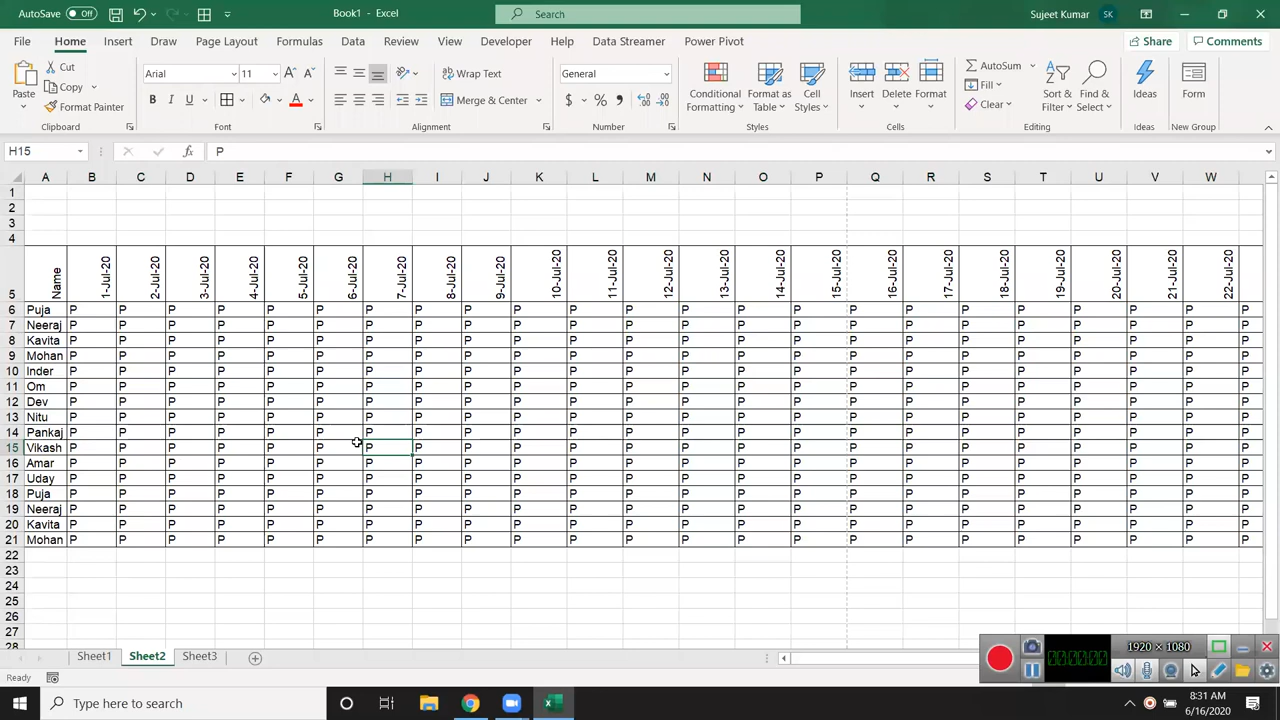 AutoSave Off Book1 - Excel Search Sujeet Kumar SK
File Home Insert Draw Page Layout Formulas Data Review View Developer Help Data Streamer Power Pivot Share Comments
Paste Cut Copy Format Painter Clipboard
Arial 11 A A B I U A Font
Wrap Text Merge & Center Alignment
General $ % , Number
Conditional Formatting Format as Table Cell Styles Styles
Insert Delete Format Cells
AutoSum Fill Clear Sort & Filter Find & Select Editing
Ideas Ideas
Form New Group
H15 fx P
A B C D E F G H I J K L M N O P Q R S T U V W
1
2
3
4
5 Name 1-Jul-20 2-Jul-20 3-Jul-20 4-Jul-20 5-Jul-20 6-Jul-20 7-Jul-20 8-Jul-20 9-Jul-20 10-Jul-20 11-Jul-20 12-Jul-20 13-Jul-20 14-Jul-20 15-Jul-20 16-Jul-20 17-Jul-20 18-Jul-20 19-Jul-20 20-Jul-20 21-Jul-20 22-Jul-20
6 Puja P P P P P P P P P P P P P P P P P P P P P P P
7 Neeraj P P P P P P P P P P P P P P P P P P P P P P P
8 Kavita P P P P P P P P P P P P P P P P P P P P P P P
9 Mohan P P P P P P P P P P P P P P P P P P P P P P P
10 Inder P P P P P P P P P P P P P P P P P P P P P P P
11 Om P P P P P P P P P P P P P P P P P P P P P P P
12 Dev P P P P P P P P P P P P P P P P P P P P P P P
13 Nitu P P P P P P P P P P P P P P P P P P P P P P P
14 Pankaj P P P P P P P P P P P P P P P P P P P P P P P
15 Vikash P P P P P P P P P P P P P P P P P P P P P P P
16 Amar P P P P P P P P P P P P P P P P P P P P P P P
17 Uday P P P P P P P P P P P P P P P P P P P P P P P
18 Puja P P P P P P P P P P P P P P P P P P P P P P P
19 Neeraj P P P P P P P P P P P P P P P P P P P P P P P
20 Kavita P P P P P P P P P P P P P P P P P P P P P P P
21 Mohan P P P P P P P P P P P P P P P P P P P P P P P
22
23
24
25
26
27
28
1920 × 1080
00:00:00
Sheet1 Sheet2 Sheet3
Ready
Type here to search
8:31 AM
6/16/2020